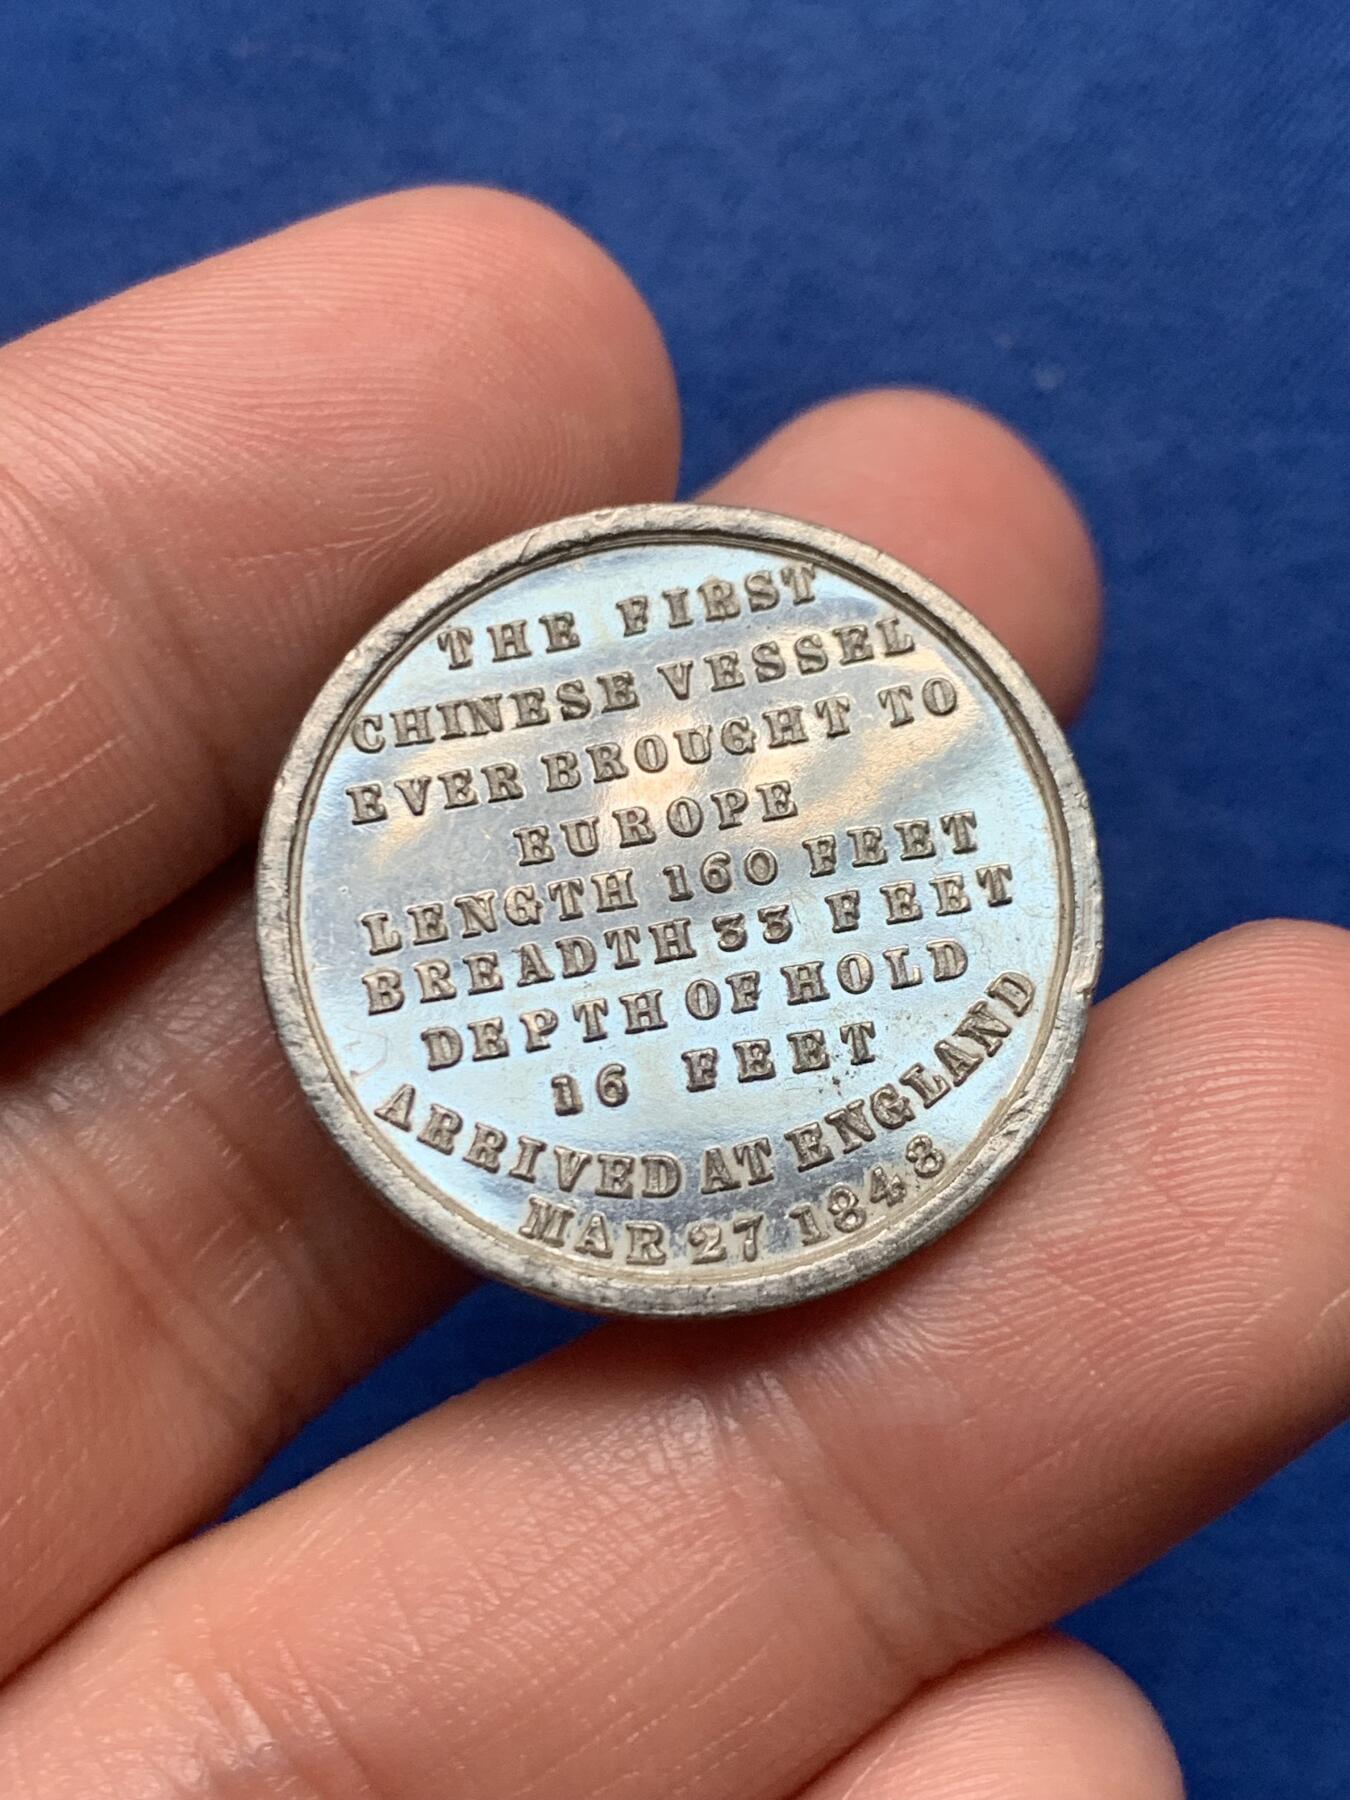 THE FIRST
CHINESE VESSEL
EVER BROUGHT TO
EUROPE
LENGTH 160 FEET
BREADTH 33 FEET
DEPTH OF HOLD
16 FEET
ARRIVED AT ENGLAND
MAR 27 1848